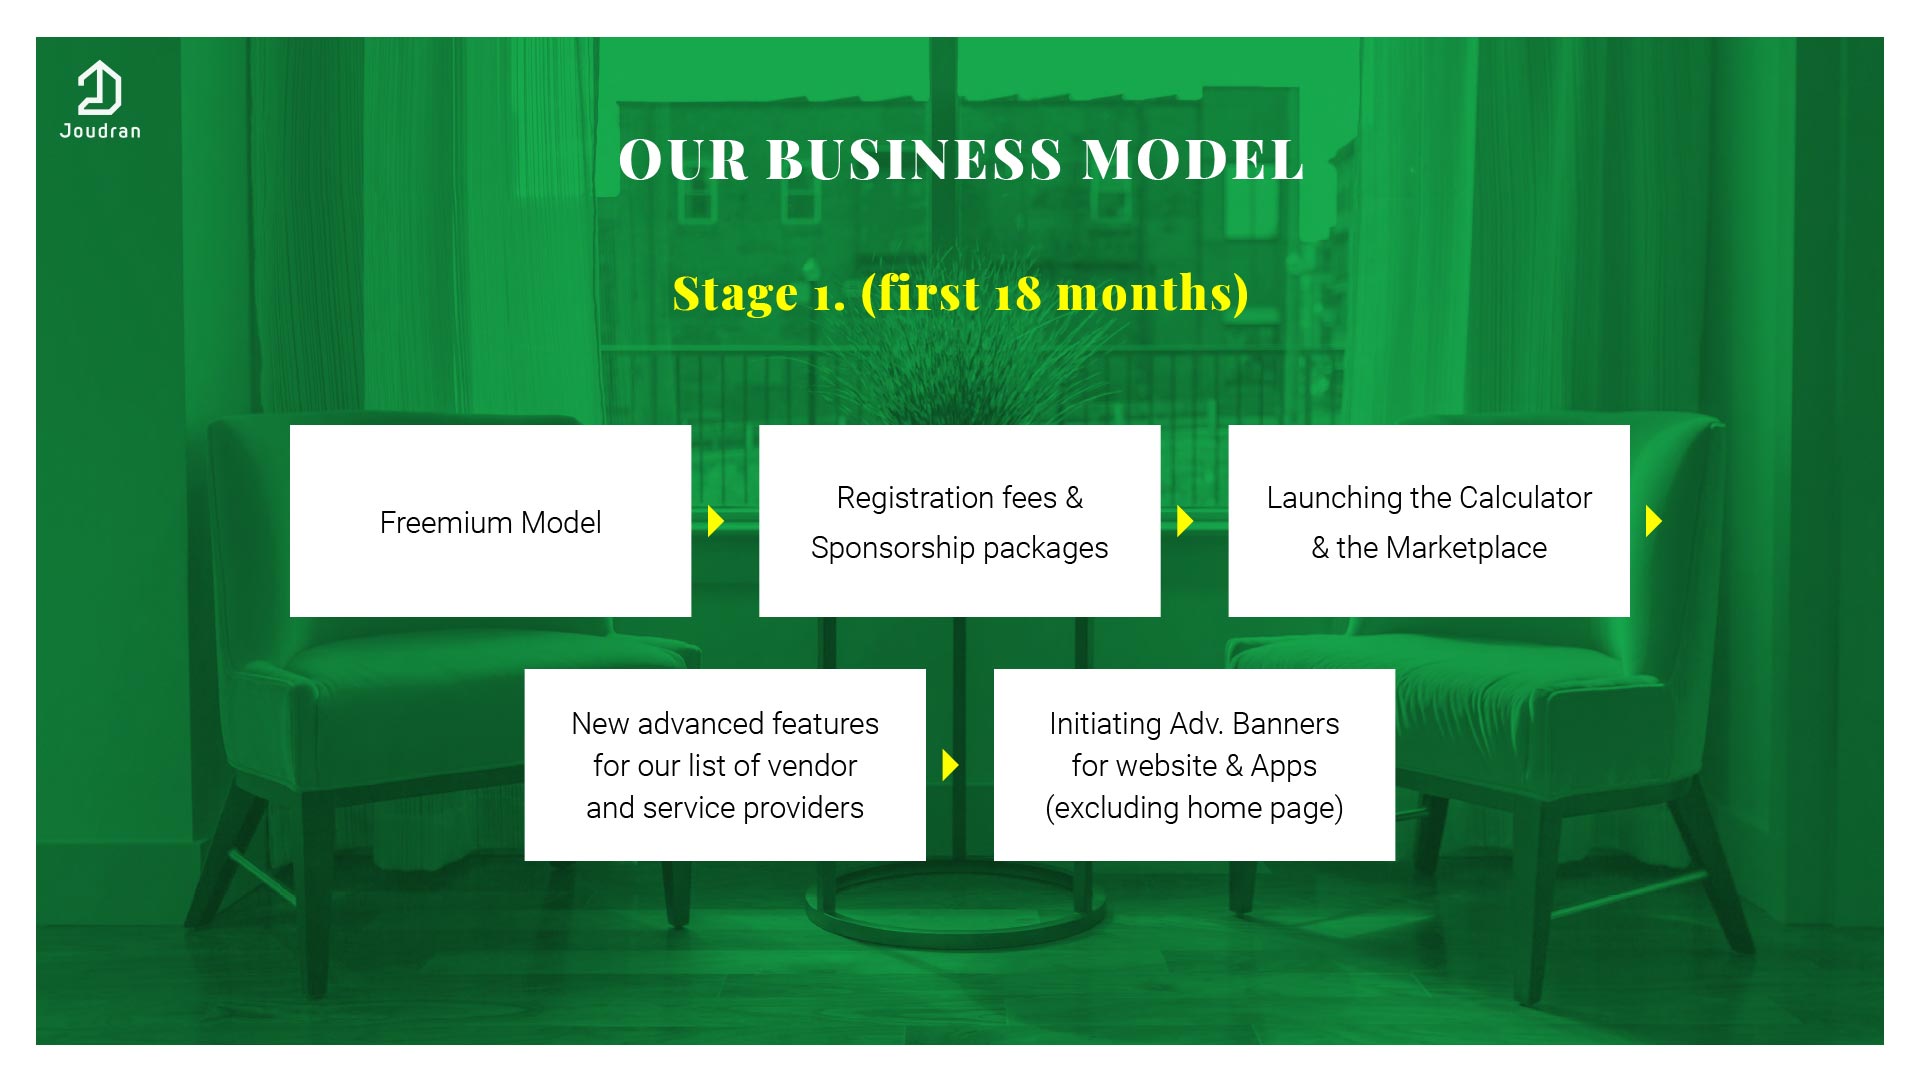 Joudran
OUR BUSINESS MODEL
Stage 1. (first 18 months)
Freemium Model
Registration fees &
Sponsorship packages
Launching the Calculator
& the Marketplace
New advanced features
for our list of vendor
and service providers
Initiating Adv. Banners
for website & Apps
(excluding home page)